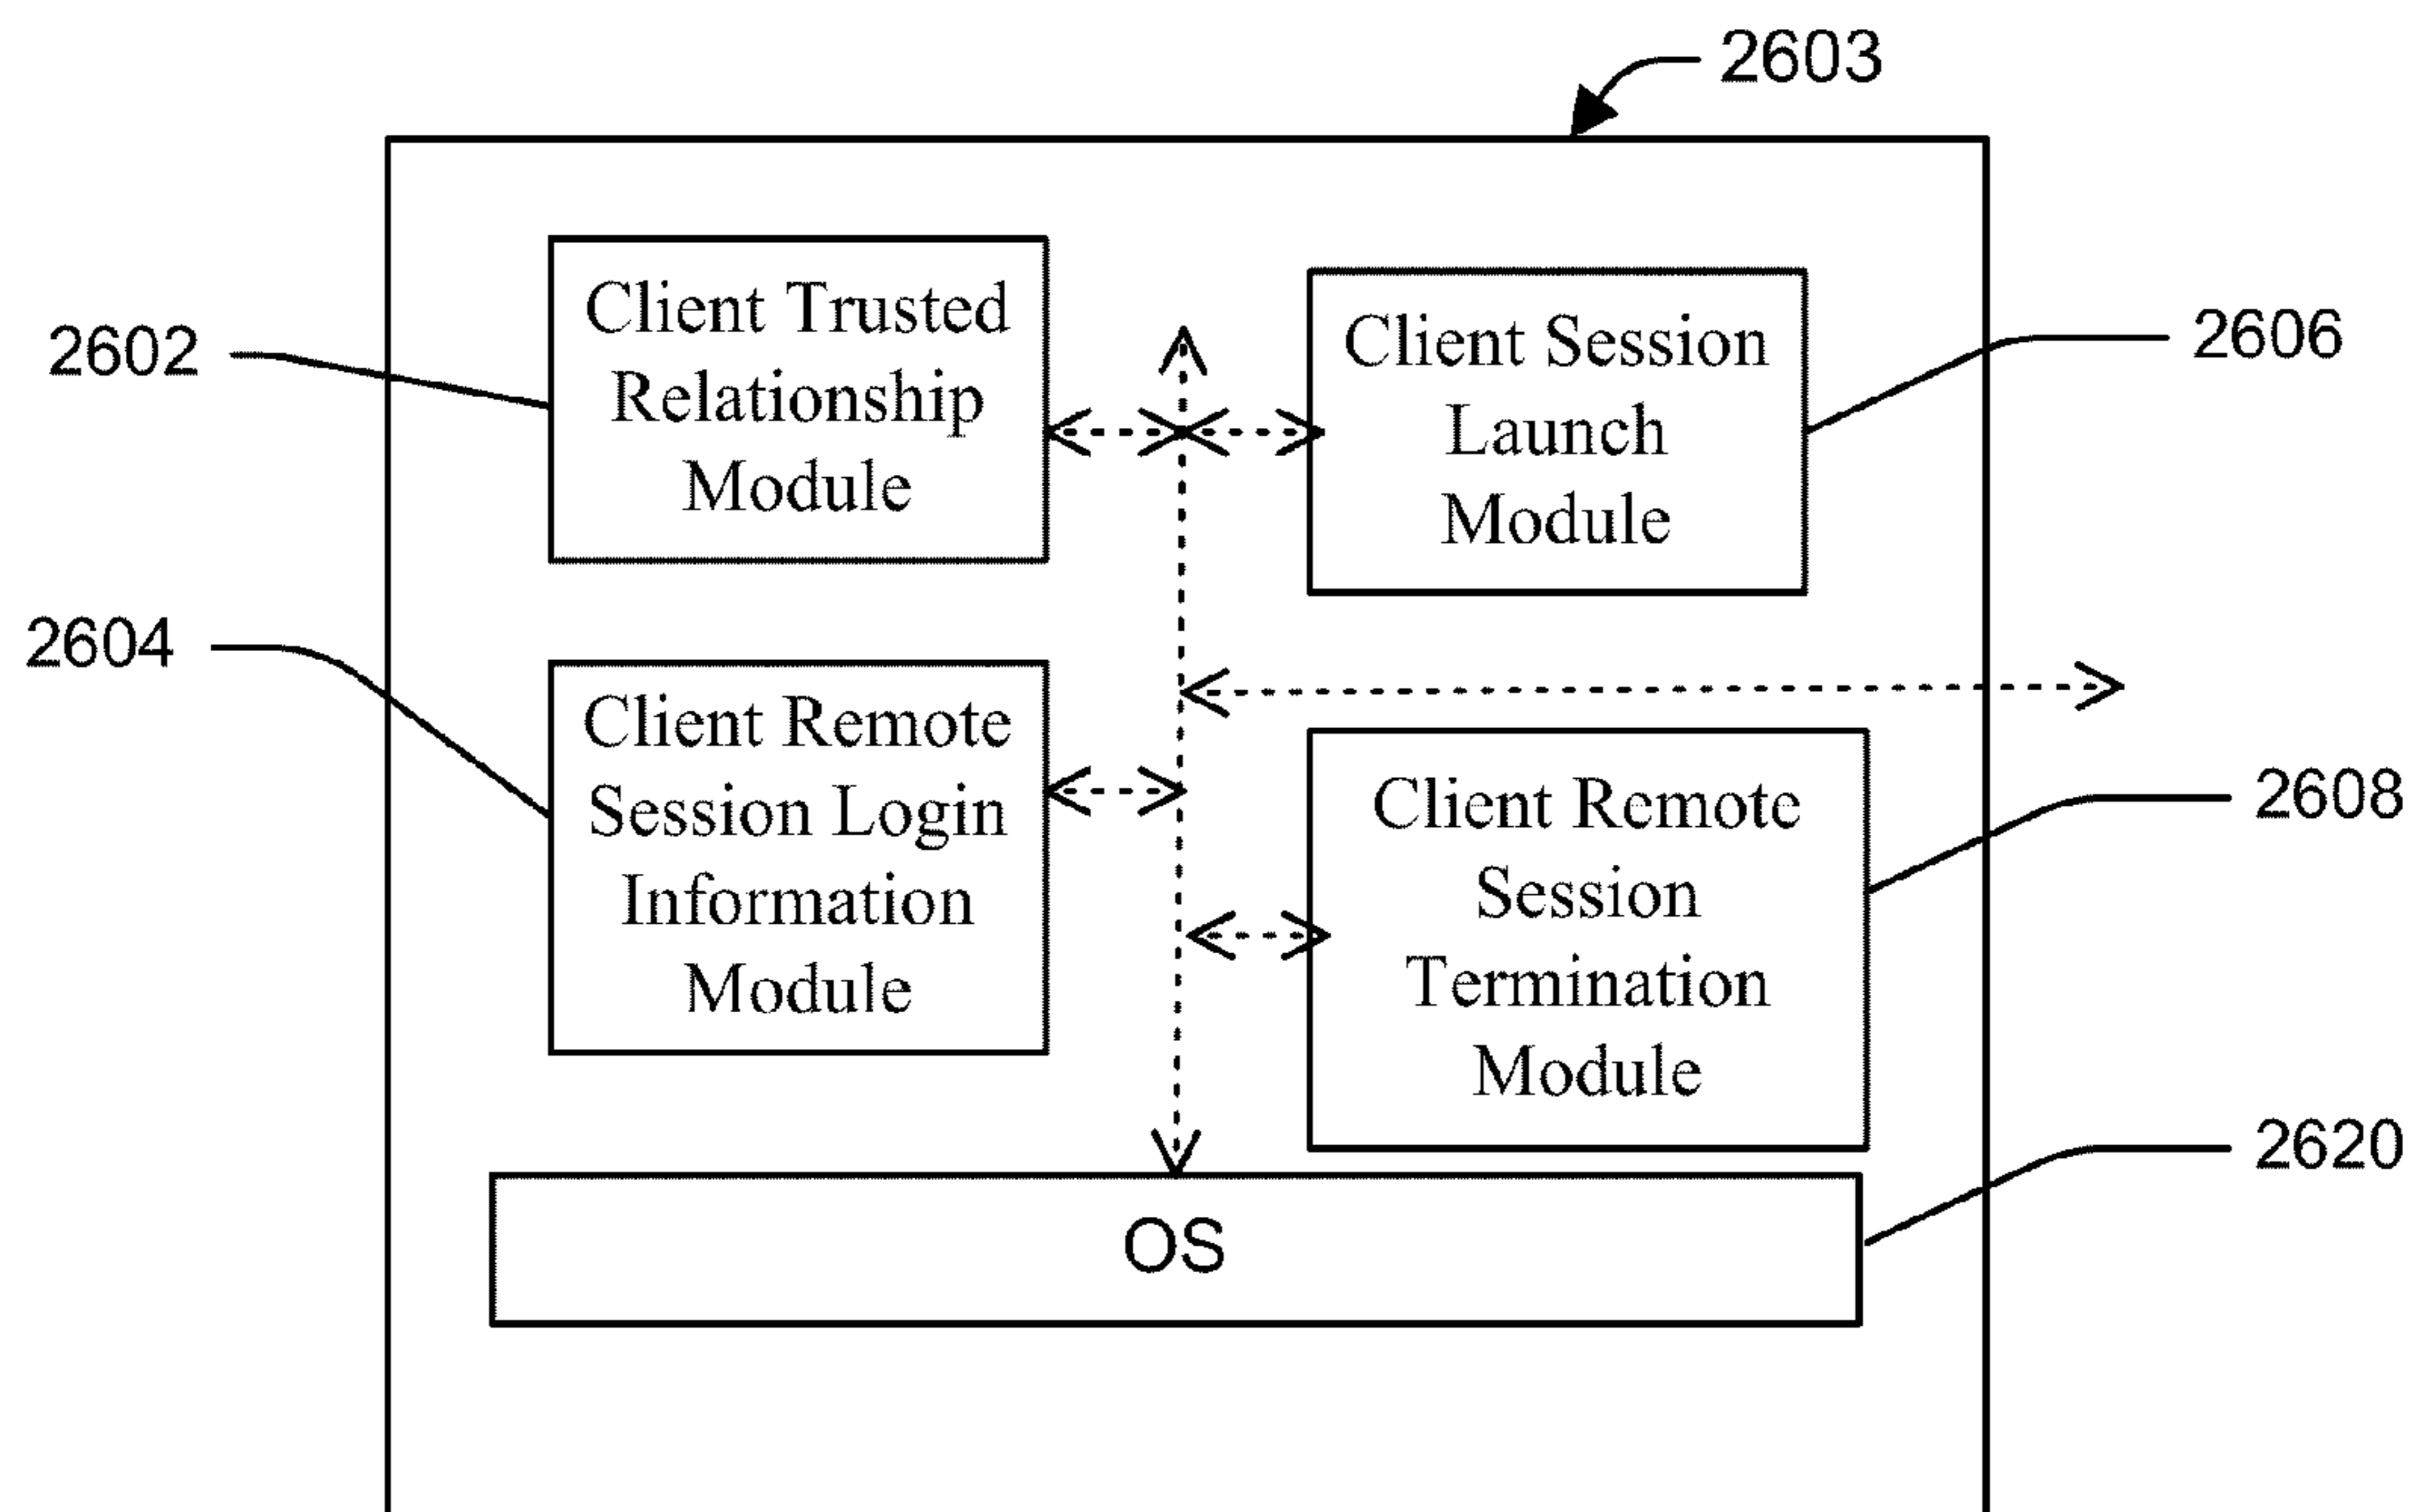 2603
Client Trusted
Relationship
Module
2602
Client Session
Launch
Module
2606
2604
Client Remote
Session Login
Information
Module
Client Remote
Session
Termination
Module
2608
2620
OS